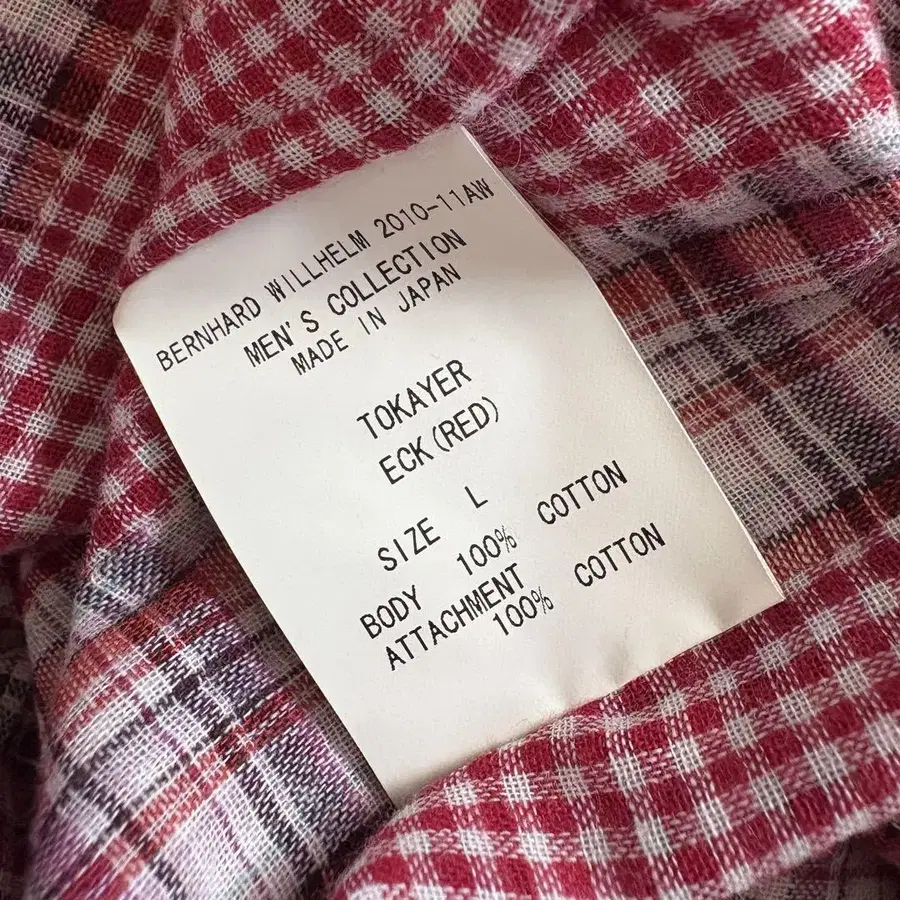 BERNHARD WILLHELM 2010-11AW
MEN'S COLLECTION
MADE IN JAPAN
TOKAYER
ECK(RED)
SIZE L
BODY 100% COTTON
ATTACHMENT
100% COTTON